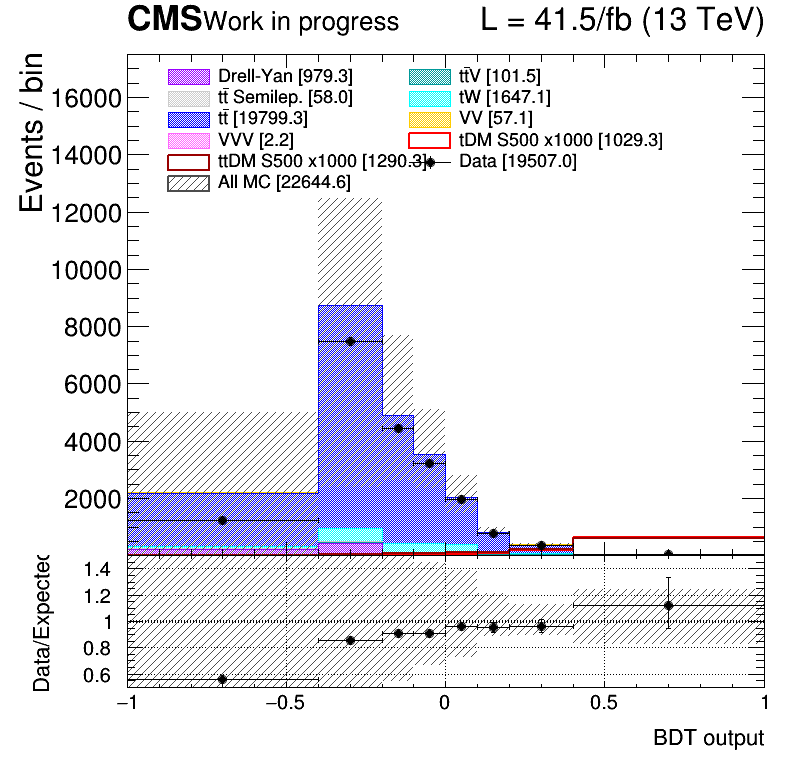 CMS Work in progress L = 41.5/fb (13 TeV)
Events / bin
Drell-Yan [979.3] tt̄V [101.5]
tt̄ Semilep. [58.0] tW [1647.1]
tt̄ [19799.3] VV [57.1]
VVV [2.2] tDM S500 x1000 [1029.3]
ttDM S500 x1000 [1290.3] Data [19507.0]
All MC [22644.6]
16000
14000
12000
10000
8000
6000
4000
2000
Data/Expected
1.4
1.2
1
0.8
0.6
−1 −0.5 0 0.5 1
BDT output